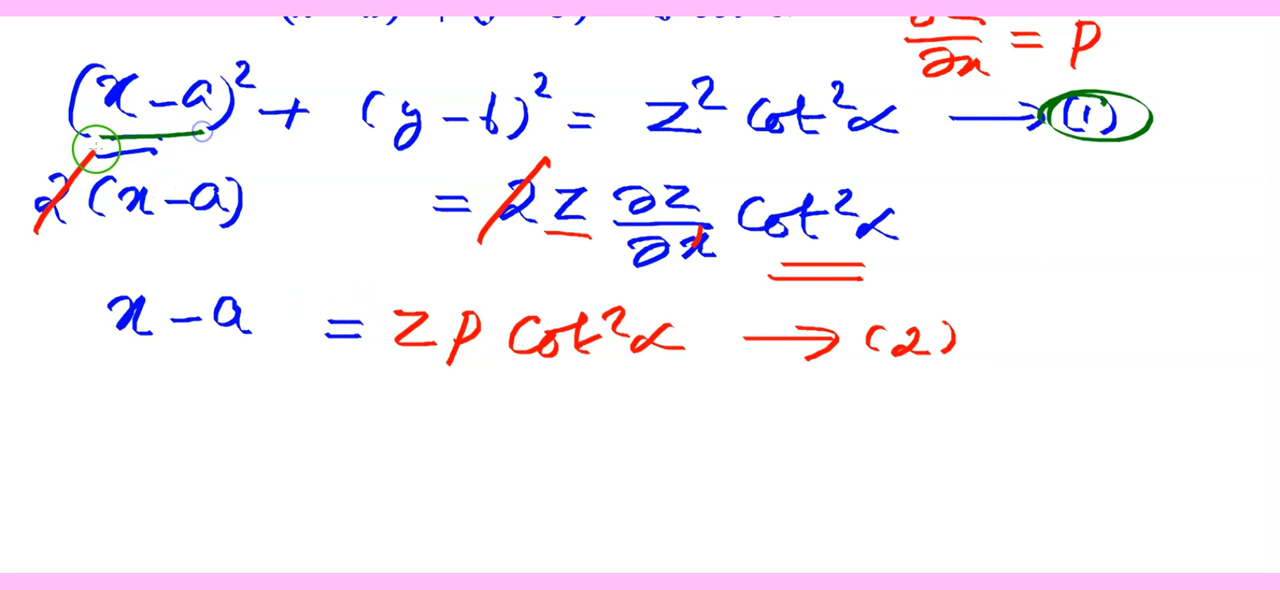 ∂x = p
(x-a)² + (y-b)² = z² cot²α → (1)
2(x-a) = 2z ∂z/∂x cot²α
x-a = zp cot²α → (2)